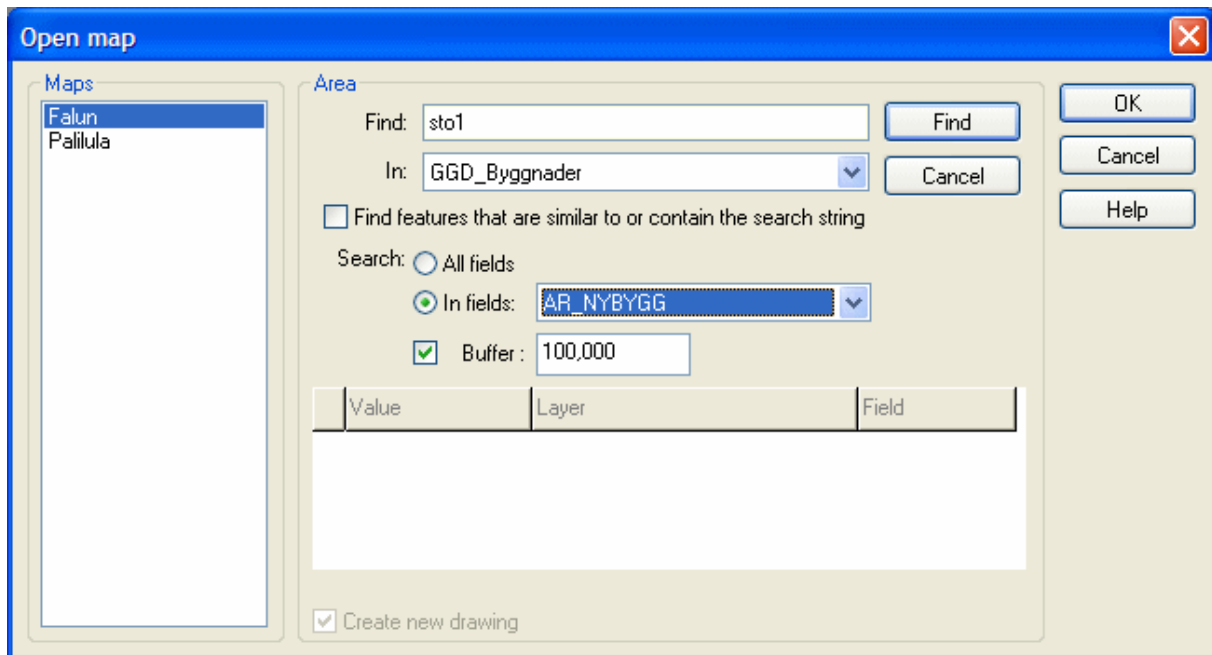 Open map
Maps
Falun
Palilula
Area
Find: sto1 Find
In: GGD_Byggnader Cancel
Find features that are similar to or contain the search string
Search: All fields
In fields: AR_NYBYGG
Buffer : 100,000
Value Layer Field
Create new drawing
OK
Cancel
Help